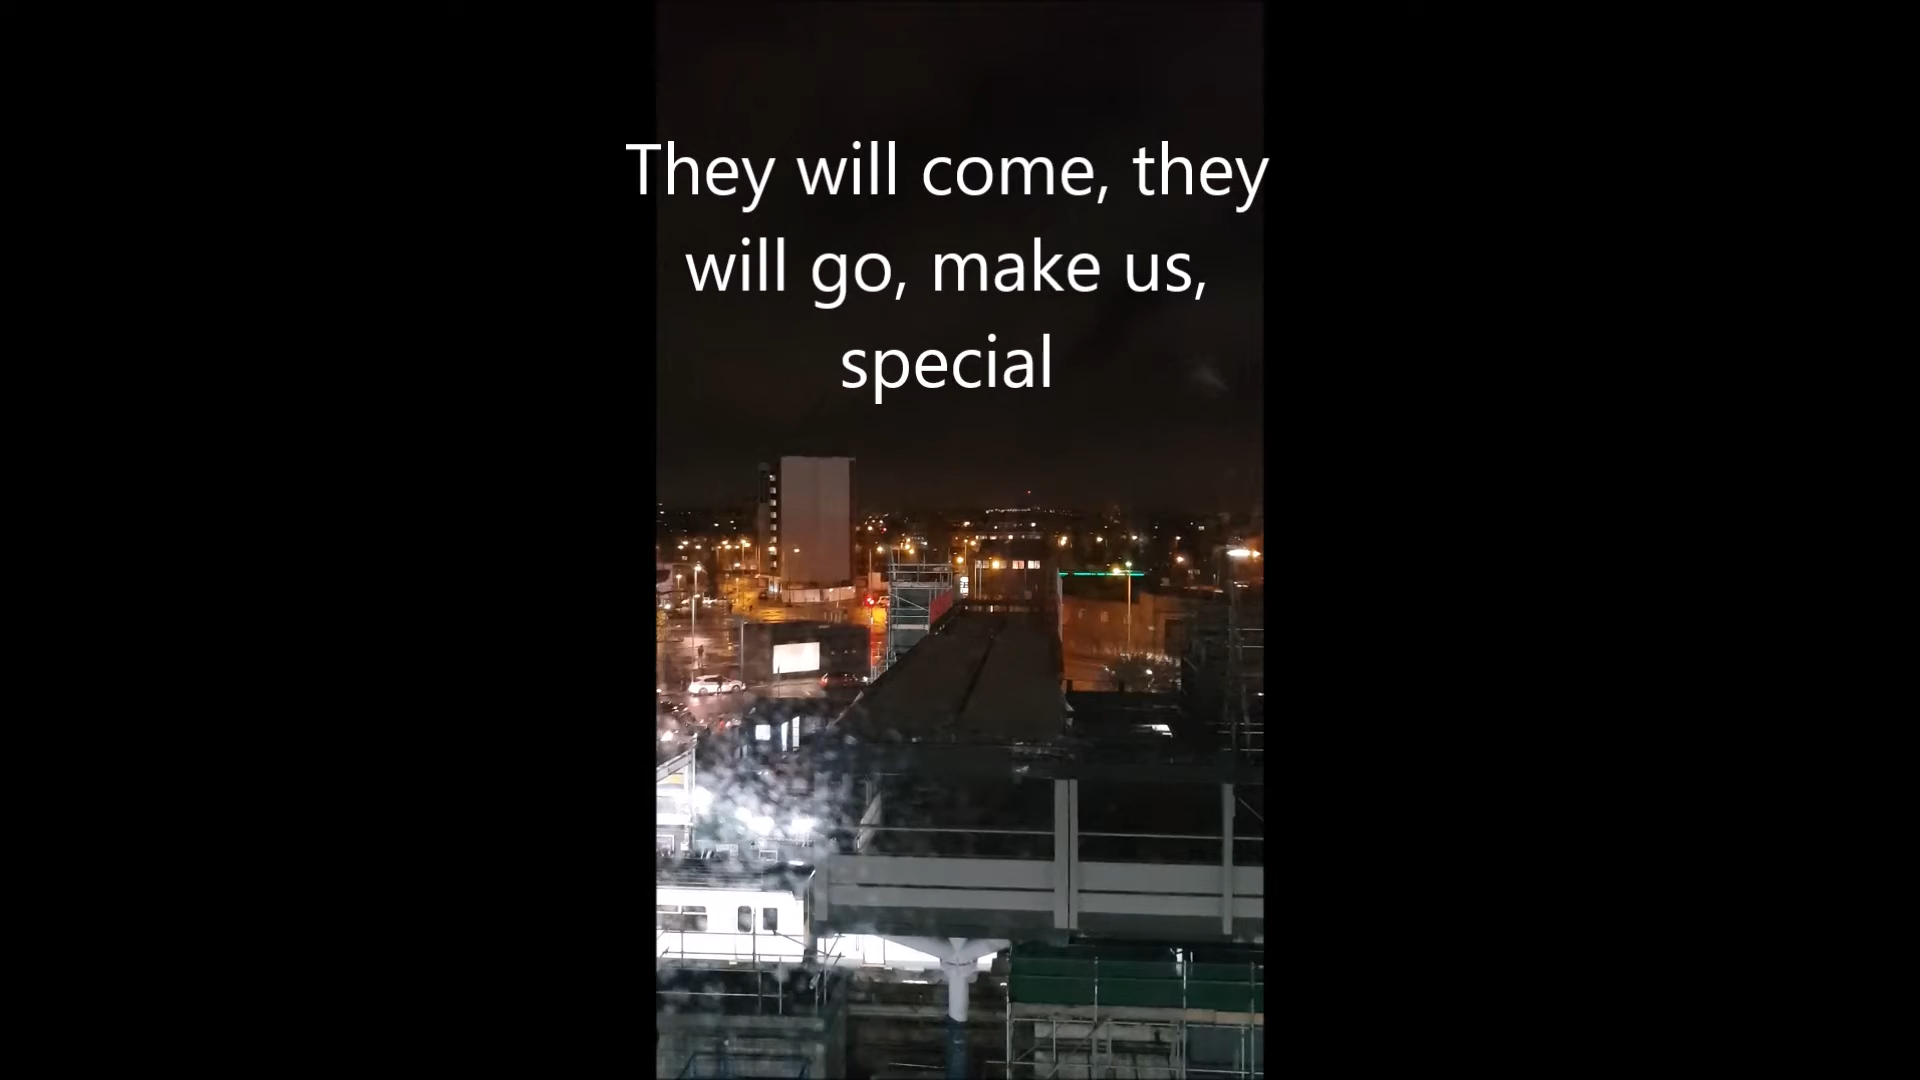 They will come, they
will go, make us,
special